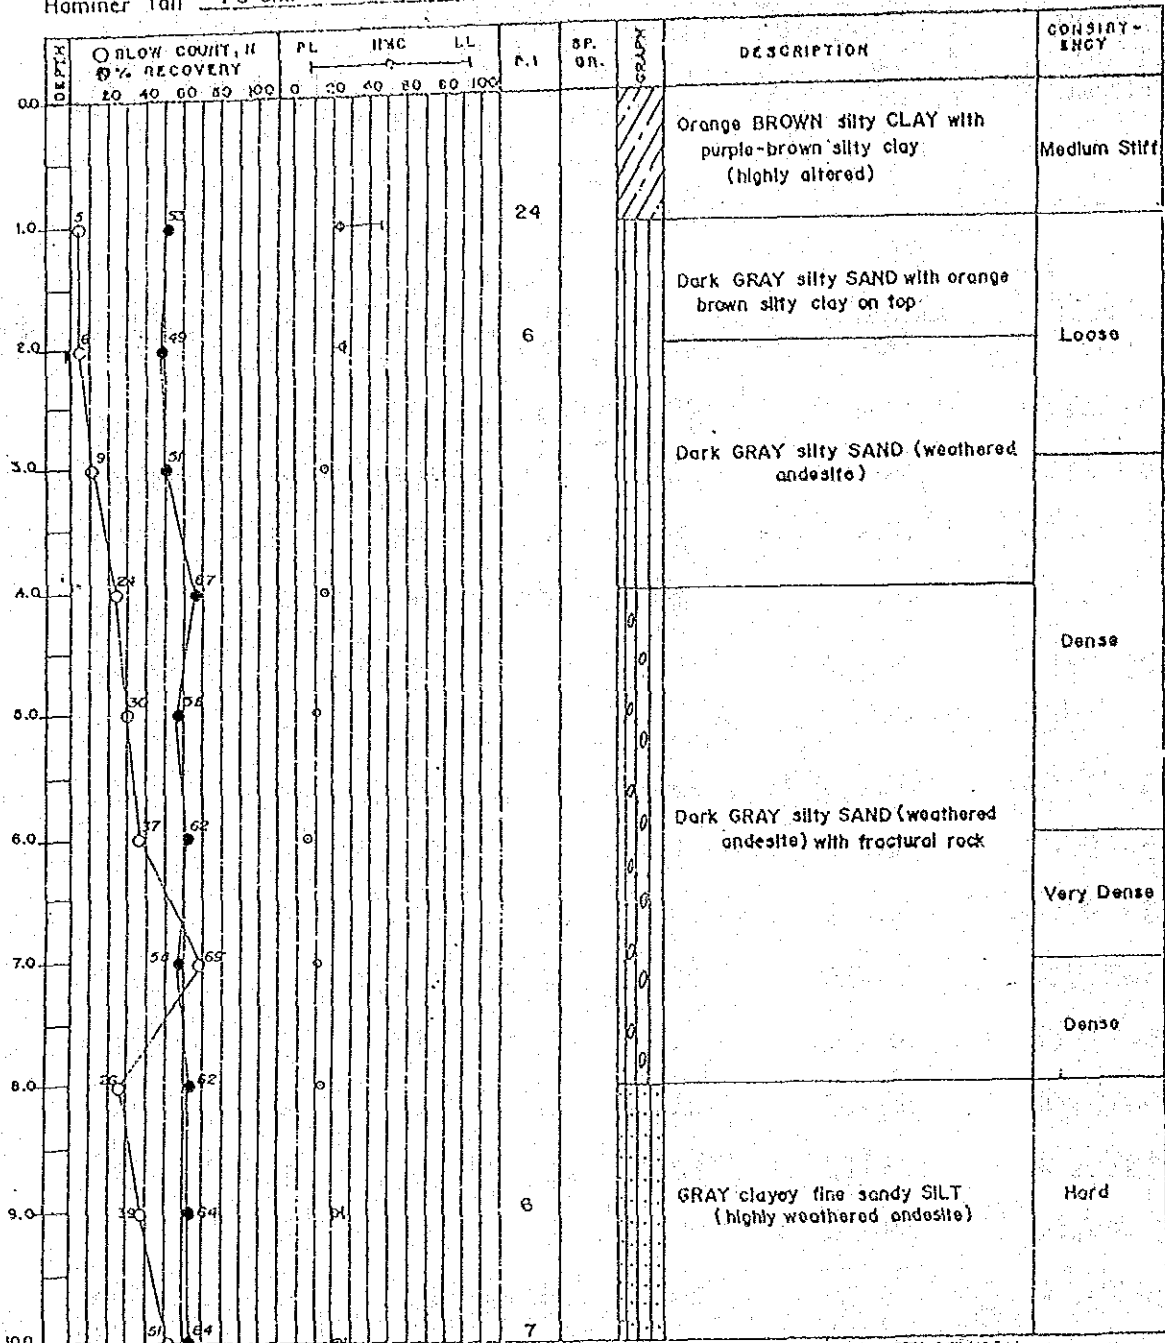 Hammer fall
DEPTH
O BLOW COUNT, N
% RECOVERY
20 40 60 80 100
PL LL
0 20 40 60 80 100
P.I
SP. GR.
GRAPH
DESCRIPTION
CONSISTENCY
0.0
Orange BROWN silty CLAY with
purple-brown silty clay
(highly altered)
Medium Stiff
24
5 53
1.0
Dark GRAY silty SAND with orange
brown silty clay on top
6
Loose
6 49
2.0
Dark GRAY silty SAND (weathered
andesite)
9 51
3.0
24 67
4.0
Dense
30 58
5.0
Dark GRAY silty SAND (weathered
andesite) with fractural rock
37 62
6.0
Very Dense
58 69
7.0
Dense
26 62
8.0
GRAY clayey fine sandy SILT
(highly weathered andesite)
Hard
6
39 64
9.0
7
51 64
10.0